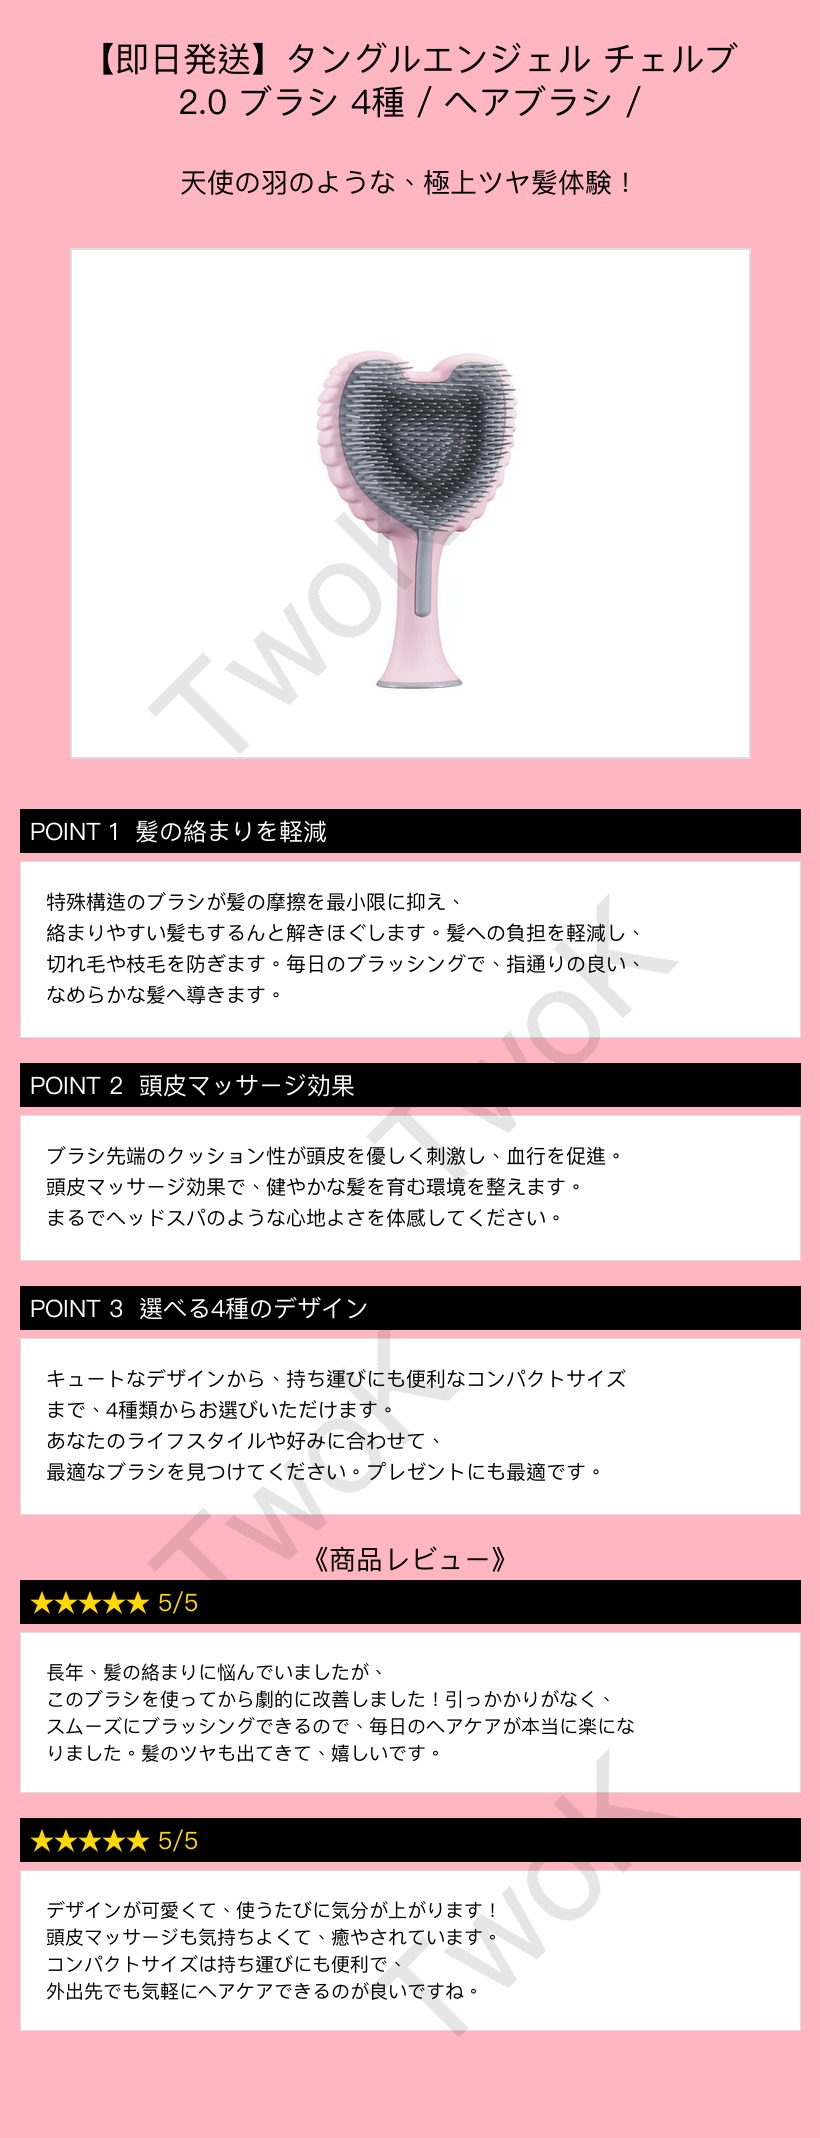 【即日発送】タングルエンジェル チェルブ
2.0 ブラシ 4種 / ヘアブラシ /
天使の羽のような、極上ツヤ髪体験！
TwoK
POINT 1 髪の絡まりを軽減
特殊構造のブラシが髪の摩擦を最小限に抑え、
絡まりやすい髪もするんと解きほぐします。髪への負担を軽減し、
切れ毛や枝毛を防ぎます。毎日のブラッシングで、指通りの良い、
なめらかな髪へ導きます。
TwoK
POINT 2 頭皮マッサージ効果
ブラシ先端のクッション性が頭皮を優しく刺激し、血行を促進。
頭皮マッサージ効果で、健やかな髪を育む環境を整えます。
まるでヘッドスパのような心地よさを体感してください。
POINT 3 選べる4種のデザイン
キュートなデザインから、持ち運びにも便利なコンパクトサイズ
まで、4種類からお選びいただけます。
あなたのライフスタイルや好みに合わせて、
最適なブラシを見つけてください。プレゼントにも最適です。
TwoK
《商品レビュー》
★★★★★ 5/5
長年、髪の絡まりに悩んでいましたが、
このブラシを使ってから劇的に改善しました！引っかかりがなく、
スムーズにブラッシングできるので、毎日のヘアケアが本当に楽にな
りました。髪のツヤも出てきて、嬉しいです。
★★★★★ 5/5
デザインが可愛くて、使うたびに気分が上がります！
頭皮マッサージも気持ちよくて、癒やされています。
コンパクトサイズは持ち運びにも便利で、
外出先でも気軽にヘアケアできるのが良いですね。
TwoK